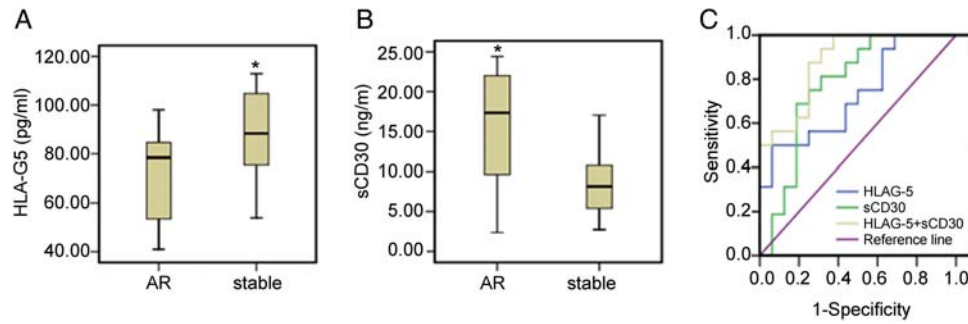 A
HLA-G5 (pg/ml)
120.00
100.00
80.00
60.00
40.00
*
AR
stable
B
sCD30 (ng/m)
25.00
20.00
15.00
10.00
5.00
0.00
*
AR
stable
C
Sensitivity
1.0
0.8
0.6
0.4
0.2
0.0
HLAG-5
sCD30
HLAG-5+sCD30
Reference line
0.0 0.2 0.4 0.6 0.8 1.0
1-Specificity